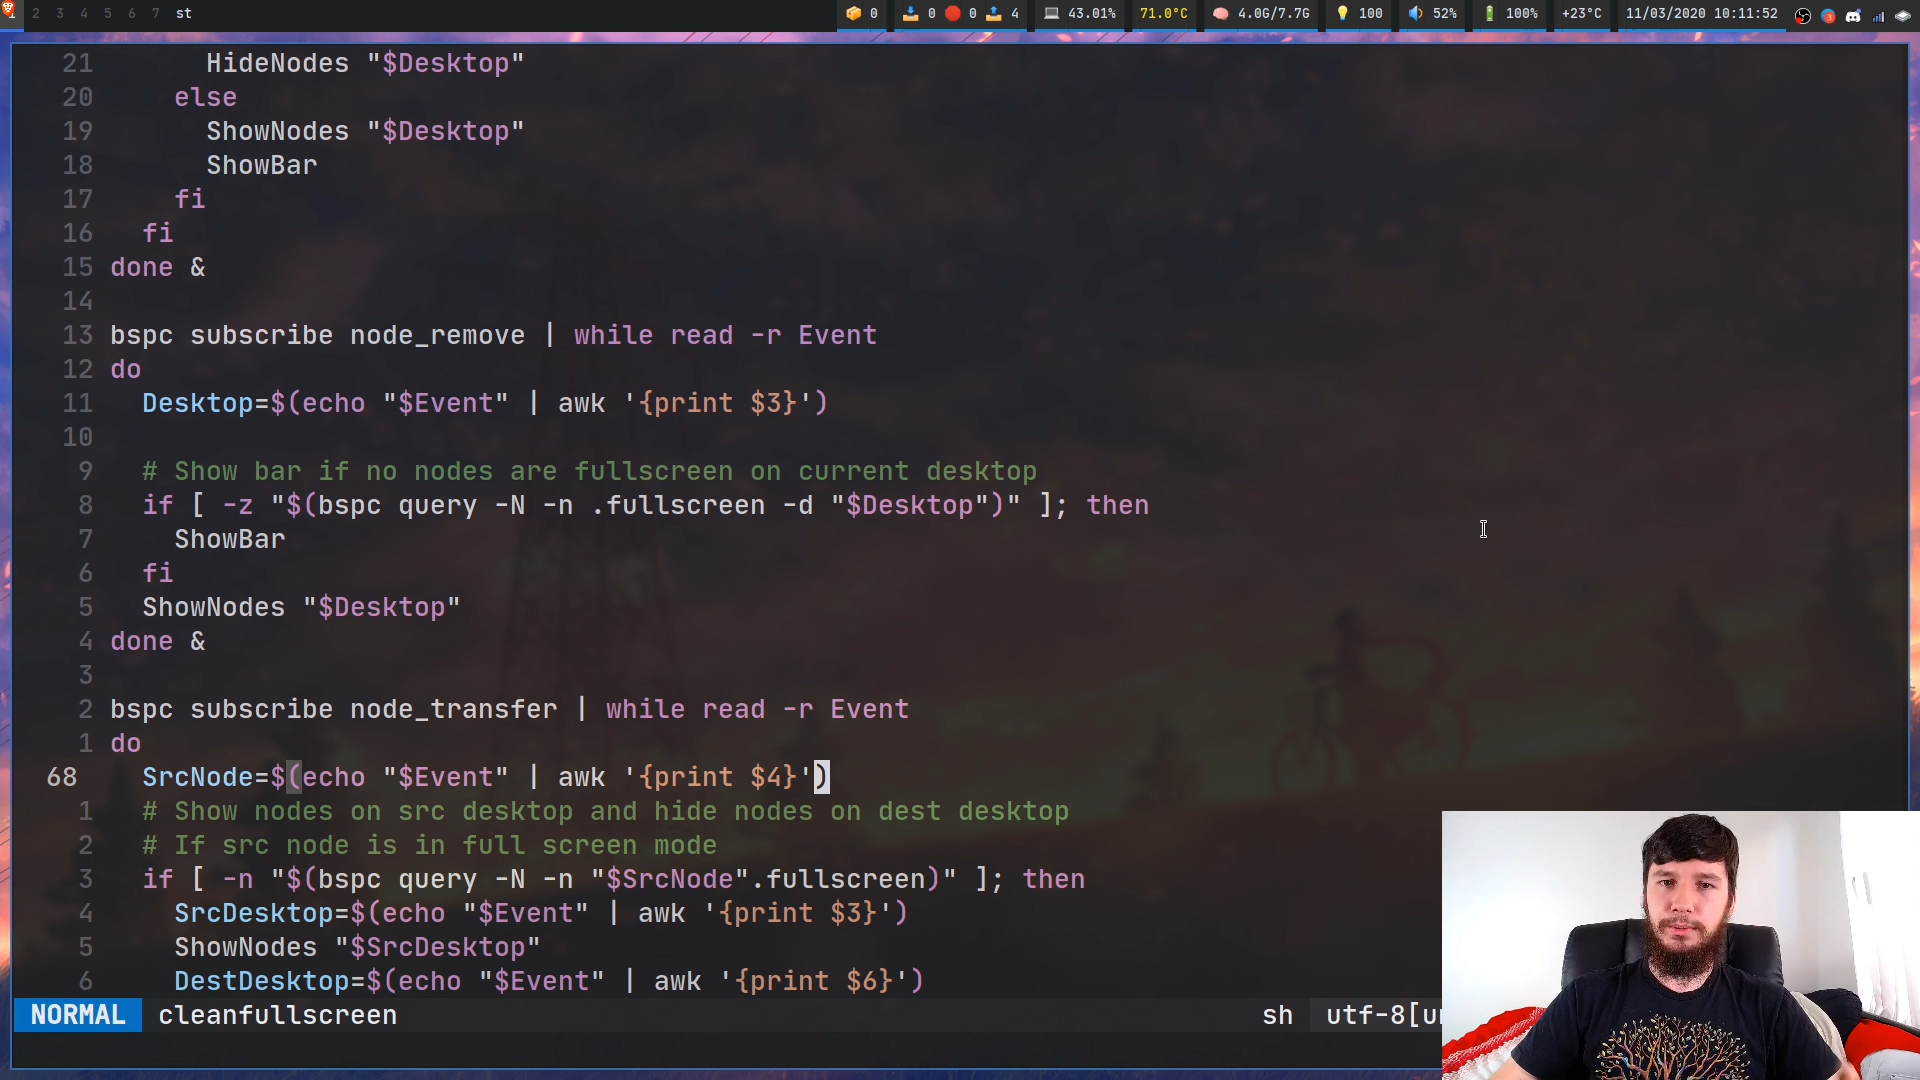 1 2 3 4 5 6 7 st 0 0 0 4 43.01% 71.0°C 4.0G/7.7G 100 52% 100% +23°C 11/03/2020 10:11:52
21 HideNodes "$Desktop"
20 else
19 ShowNodes "$Desktop"
18 ShowBar
17 fi
16 fi
15 done &
14
13 bspc subscribe node_remove | while read -r Event
12 do
11 Desktop=$(echo "$Event" | awk '{print $3}')
10
9 # Show bar if no nodes are fullscreen on current desktop
8 if [ -z "$(bspc query -N -n .fullscreen -d "$Desktop")" ]; then
7 ShowBar
6 fi
5 ShowNodes "$Desktop"
4 done &
3
2 bspc subscribe node_transfer | while read -r Event
1 do
68 SrcNode=$(echo "$Event" | awk '{print $4}')
1 # Show nodes on src desktop and hide nodes on dest desktop
2 # If src node is in full screen mode
3 if [ -n "$(bspc query -N -n "$SrcNode".fullscreen)" ]; then
4 SrcDesktop=$(echo "$Event" | awk '{print $3}')
5 ShowNodes "$SrcDesktop"
6 DestDesktop=$(echo "$Event" | awk '{print $6}')
NORMAL cleanfullscreen sh utf-8[u